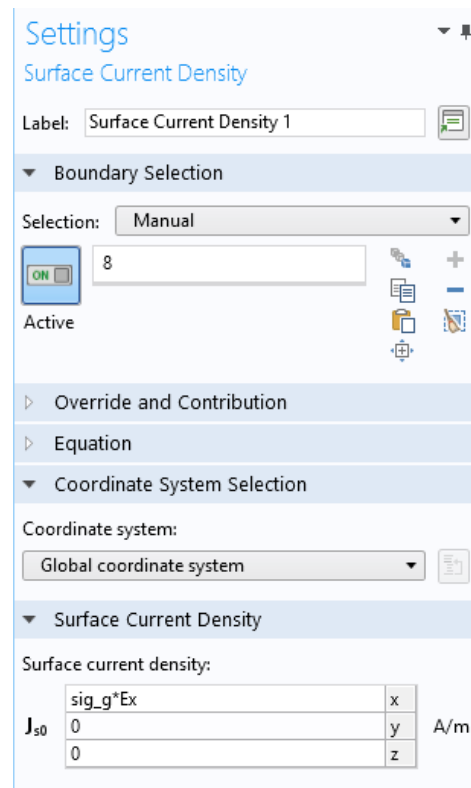 Settings
Surface Current Density
Label: Surface Current Density 1
Boundary Selection
Selection: Manual
ON 8
Active
Override and Contribution
Equation
Coordinate System Selection
Coordinate system:
Global coordinate system
Surface Current Density
Surface current density:
sig_g*Ex x
Js0 0 y A/m
0 z